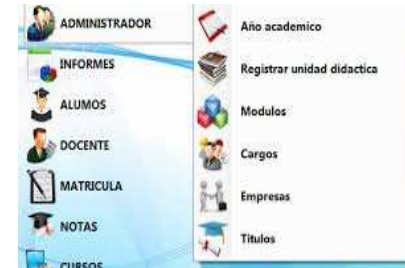 ADMINISTRADOR
INFORMES
ALUMOS
DOCENTE
MATRICULA
NOTAS
CURSOS
Año academico
Registrar unidad didactica
Modulos
Cargos
Empresas
Titulos